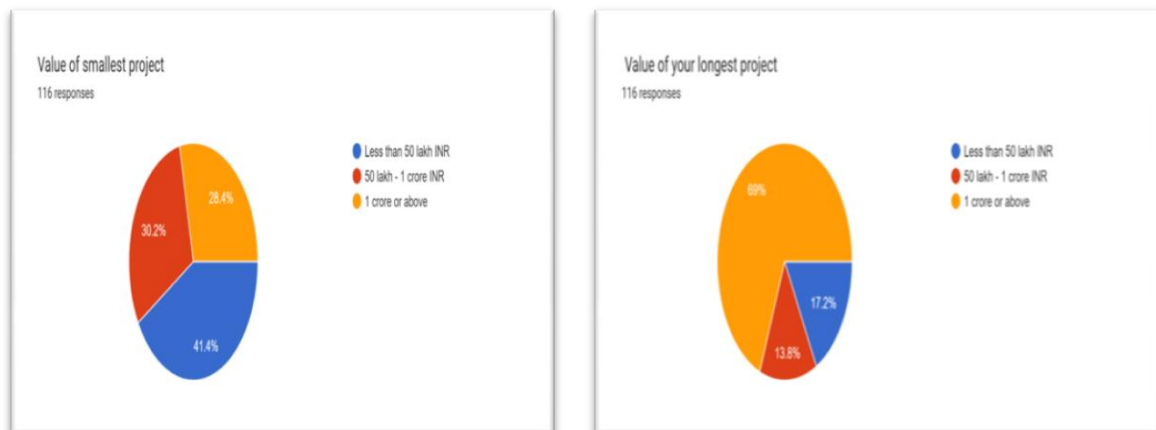 Value of smallest project
116 responses
Less than 50 lakh INR
50 lakh - 1 crore INR
1 crore or above
28.4%
30.2%
41.4%
Value of your longest project
116 responses
Less than 50 lakh INR
50 lakh - 1 crore INR
1 crore or above
69%
17.2%
13.8%